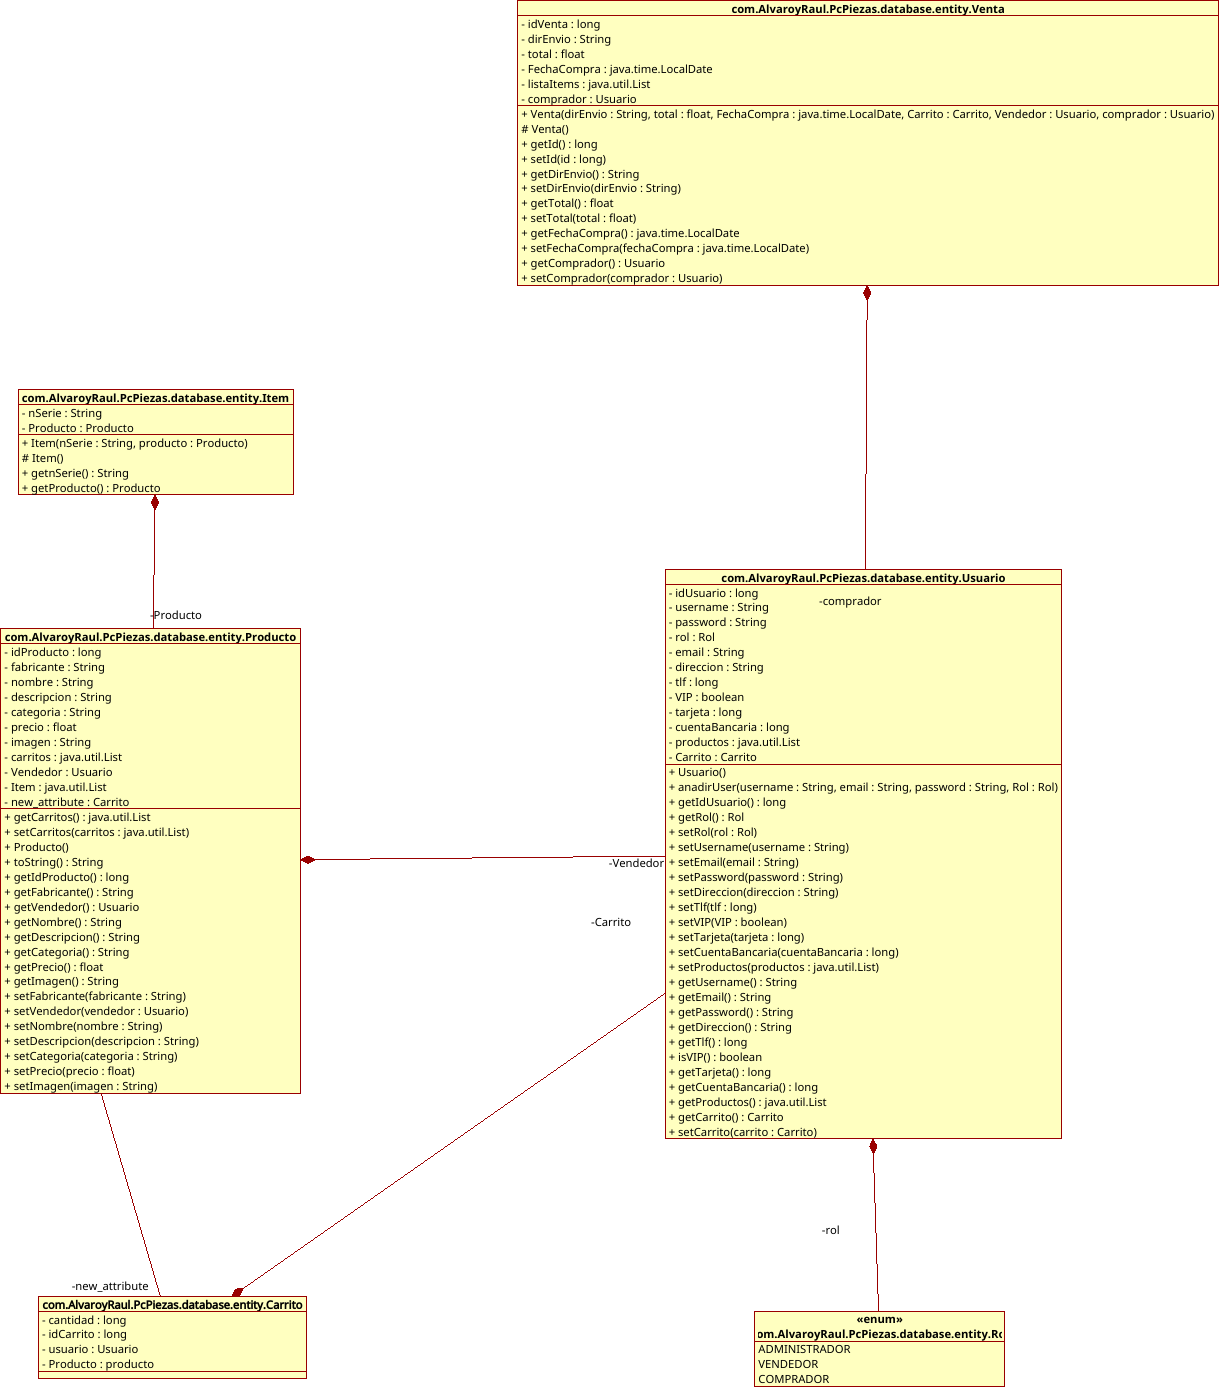 com.AlvaroyRaul.PcPiezas.database.entity.Venta
- idVenta : long
- dirEnvio : String
- total : float
- FechaCompra : java.time.LocalDate
- listaItems : java.util.List
- comprador : Usuario
+ Venta(dirEnvio : String, total : float, FechaCompra : java.time.LocalDate, Carrito : Carrito, Vendedor : Usuario, comprador : Usuario)
# Venta()
+ getId() : long
+ setId(id : long)
+ getDirEnvio() : String
+ setDirEnvio(dirEnvio : String)
+ getTotal() : float
+ setTotal(total : float)
+ getFechaCompra() : java.time.LocalDate
+ setFechaCompra(fechaCompra : java.time.LocalDate)
+ getComprador() : Usuario
+ setComprador(comprador : Usuario)
com.AlvaroyRaul.PcPiezas.database.entity.Item
- nSerie : String
- Producto : Producto
+ Item(nSerie : String, producto : Producto)
# Item()
+ getnSerie() : String
+ getProducto() : Producto
-Producto
com.AlvaroyRaul.PcPiezas.database.entity.Producto
- idProducto : long
- fabricante : String
- nombre : String
- descripcion : String
- categoria : String
- precio : float
- imagen : String
- carritos : java.util.List
- Vendedor : Usuario
- Item : java.util.List
- new_attribute : Carrito
+ getCarritos() : java.util.List
+ setCarritos(carritos : java.util.List)
+ Producto()
+ toString() : String
+ getIdProducto() : long
+ getFabricante() : String
+ getVendedor() : Usuario
+ getNombre() : String
+ getDescripcion() : String
+ getCategoria() : String
+ getPrecio() : float
+ getImagen() : String
+ setFabricante(fabricante : String)
+ setVendedor(vendedor : Usuario)
+ setNombre(nombre : String)
+ setDescripcion(descripcion : String)
+ setCategoria(categoria : String)
+ setPrecio(precio : float)
+ setImagen(imagen : String)
-Vendedor
-Carrito
com.AlvaroyRaul.PcPiezas.database.entity.Usuario
-comprador
- idUsuario : long
- username : String
- password : String
- rol : Rol
- email : String
- direccion : String
- tlf : long
- VIP : boolean
- tarjeta : long
- cuentaBancaria : long
- productos : java.util.List
- Carrito : Carrito
+ Usuario()
+ anadirUser(username : String, email : String, password : String, Rol : Rol)
+ getIdUsuario() : long
+ getRol() : Rol
+ setRol(rol : Rol)
+ setUsername(username : String)
+ setEmail(email : String)
+ setPassword(password : String)
+ setDireccion(direccion : String)
+ setTlf(tlf : long)
+ setVIP(VIP : boolean)
+ setTarjeta(tarjeta : long)
+ setCuentaBancaria(cuentaBancaria : long)
+ setProductos(productos : java.util.List)
+ getUsername() : String
+ getEmail() : String
+ getPassword() : String
+ getDireccion() : String
+ getTlf() : long
+ isVIP() : boolean
+ getTarjeta() : long
+ getCuentaBancaria() : long
+ getProductos() : java.util.List
+ getCarrito() : Carrito
+ setCarrito(carrito : Carrito)
-rol
-new_attribute
com.AlvaroyRaul.PcPiezas.database.entity.Carrito
- cantidad : long
- idCarrito : long
- usuario : Usuario
- Producto : producto
«enum»
om.AlvaroyRaul.PcPiezas.database.entity.Ro
ADMINISTRADOR
VENDEDOR
COMPRADOR